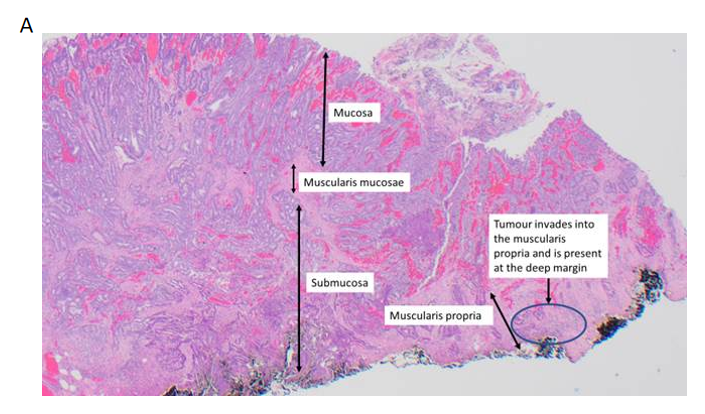 A
Mucosa
Muscularis mucosae
Tumour invades into
the muscularis
propria and is present
at the deep margin
Submucosa
Muscularis propria